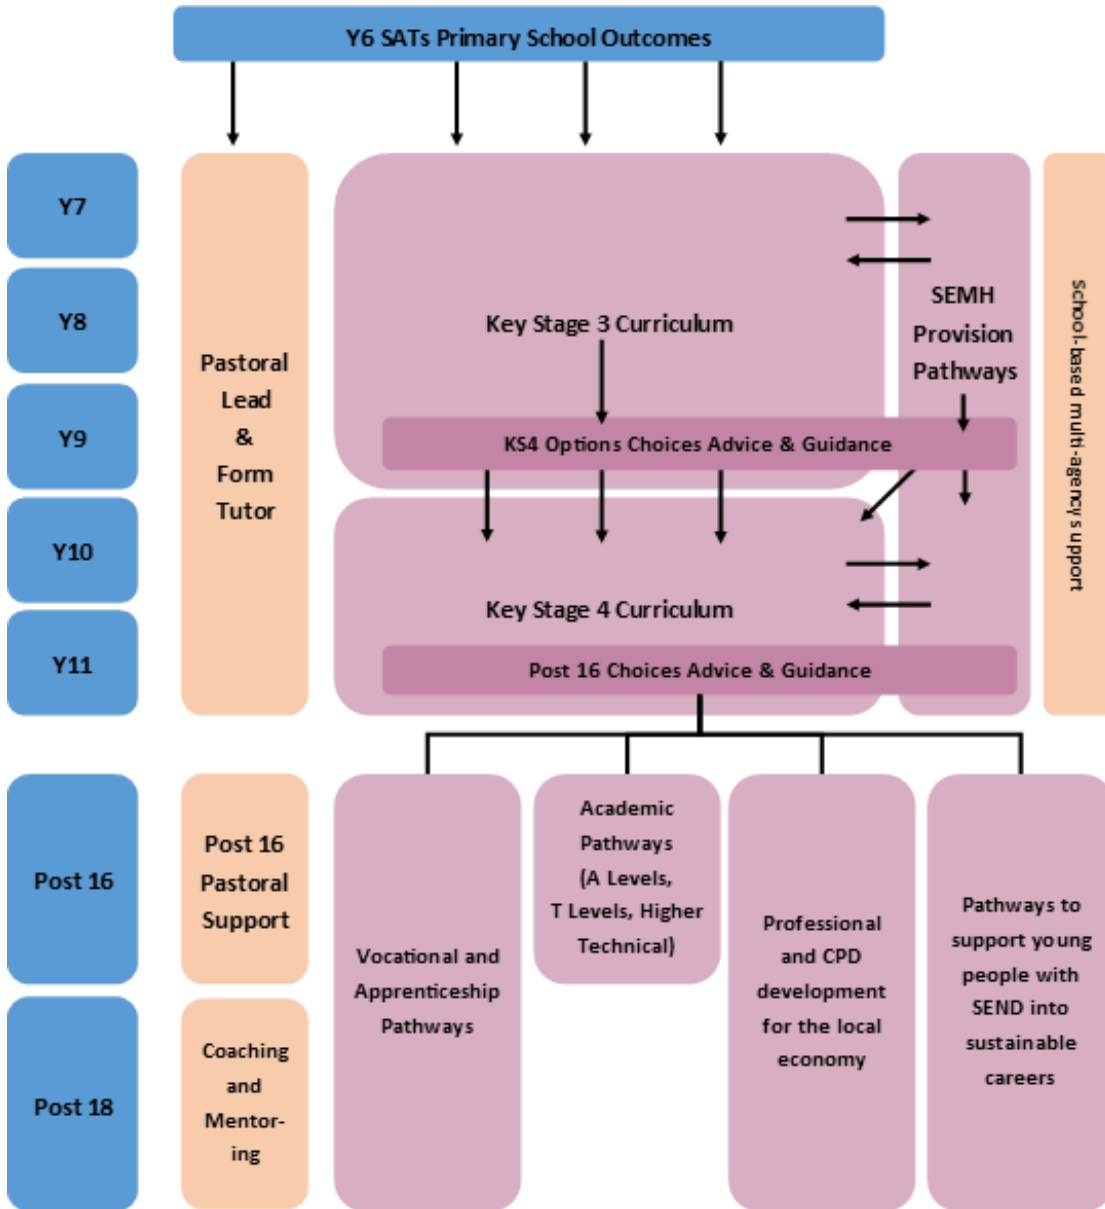 Y6 SATs Primary School Outcomes
Y7
Y8
Y9
Y10
Y11
Pastoral
Lead
&
Form
Tutor
Key Stage 3 Curriculum
SEMH
Provision
Pathways
School-based multi-agency support
KS4 Options Choices Advice & Guidance
Key Stage 4 Curriculum
Post 16 Choices Advice & Guidance
Post 16
Post 16
Pastoral
Support
Vocational and
Apprenticeship
Pathways
Academic
Pathways
(A Levels,
T Levels, Higher
Technical)
Professional
and CPD
development
for the local
economy
Pathways to
support young
people with
SEND into
sustainable
careers
Post 18
Coaching
and
Mentor-
ing